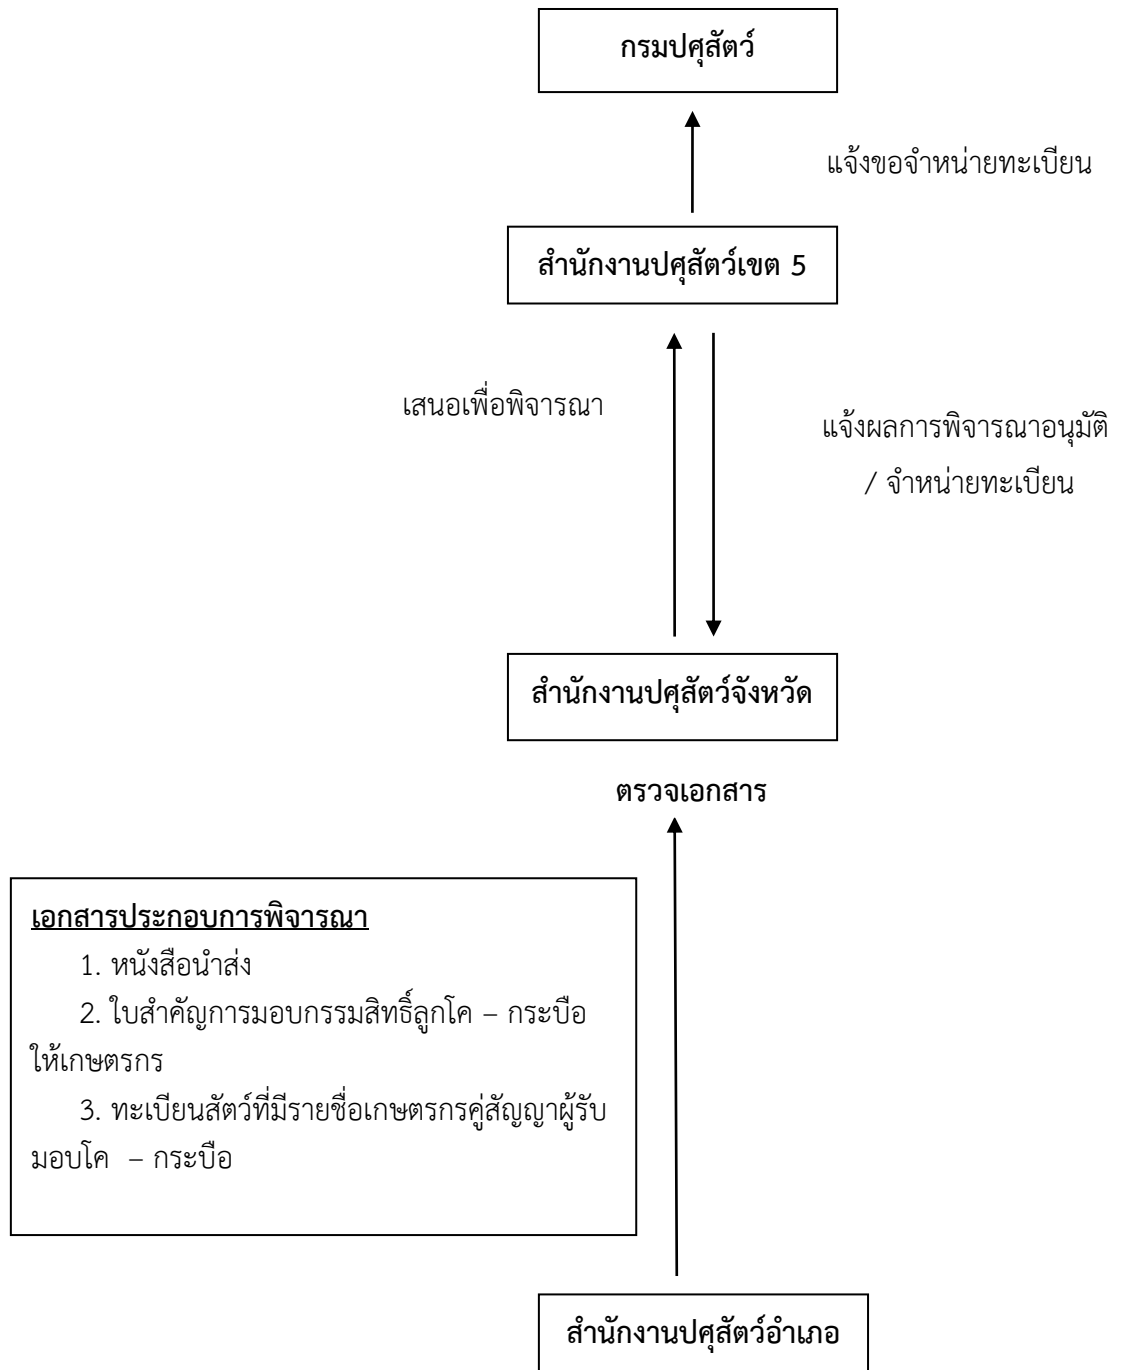 กรมปศุสัตว์
แจ้งขอจำหน่ายทะเบียน
สำนักงานปศุสัตว์เขต 5
เสนอเพื่อพิจารณา
แจ้งผลการพิจารณาอนุมัติ
/ จำหน่ายทะเบียน
สำนักงานปศุสัตว์จังหวัด
ตรวจเอกสาร
เอกสารประกอบการพิจารณา
1. หนังสือนำส่ง
2. ใบสำคัญการมอบกรรมสิทธิ์ลูกโค – กระบือ
ให้เกษตรกร
3. ทะเบียนสัตว์ที่มีรายชื่อเกษตรกรคู่สัญญาผู้รับ
มอบโค – กระบือ
สำนักงานปศุสัตว์อำเภอ